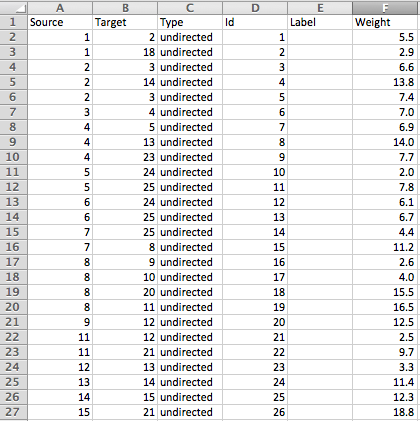 A B C D E F
1 Source Target Type Id Label Weight
2 1 2 undirected 1 5.5
3 1 18 undirected 2 2.9
4 2 3 undirected 3 6.6
5 2 14 undirected 4 13.8
6 2 3 undirected 5 7.4
7 3 4 undirected 6 7.0
8 4 5 undirected 7 6.9
9 4 13 undirected 8 14.0
10 4 23 undirected 9 7.7
11 5 24 undirected 10 2.0
12 5 25 undirected 11 7.8
13 6 24 undirected 12 6.1
14 6 25 undirected 13 6.7
15 7 25 undirected 14 4.4
16 7 8 undirected 15 11.2
17 8 9 undirected 16 2.6
18 8 10 undirected 17 4.0
19 8 20 undirected 18 15.5
20 8 11 undirected 19 16.5
21 9 12 undirected 20 12.5
22 11 12 undirected 21 2.5
23 11 21 undirected 22 9.7
24 12 13 undirected 23 3.3
25 13 14 undirected 24 11.4
26 14 15 undirected 25 12.3
27 15 21 undirected 26 18.8